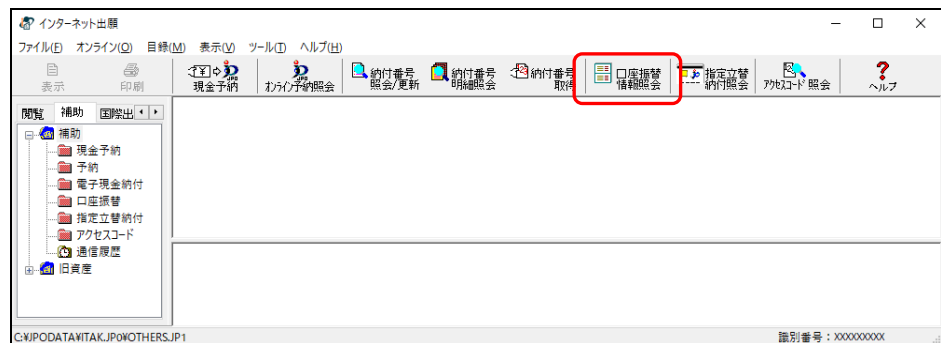 インターネット出願
ファイル(F) オンライン(O) 目録(M) 表示(V) ツール(T) ヘルプ(H)
表示
印刷
現金予納
オンライン予納照会
納付番号
照会/更新
納付番号
明細照会
納付番号
取得
口座振替
情報照会
指定立替
納付照会
アクセスコード照会
ヘルプ
閲覧 補助 国際出
補助
現金予納
予納
電子現金納付
口座振替
指定立替納付
アクセスコード
通信履歴
旧資産
C:¥JPODATA¥ITAK.JP0¥OTHERS.JP1
識別番号：XXXXXXXXX